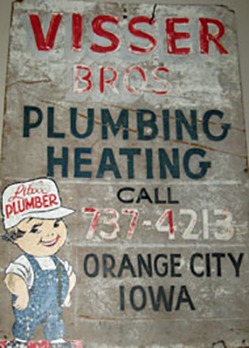 VISSER
BROS
PLUMBING
HEATING
CALL
737-4213
ORANGE CITY
IOWA
PLUMBER